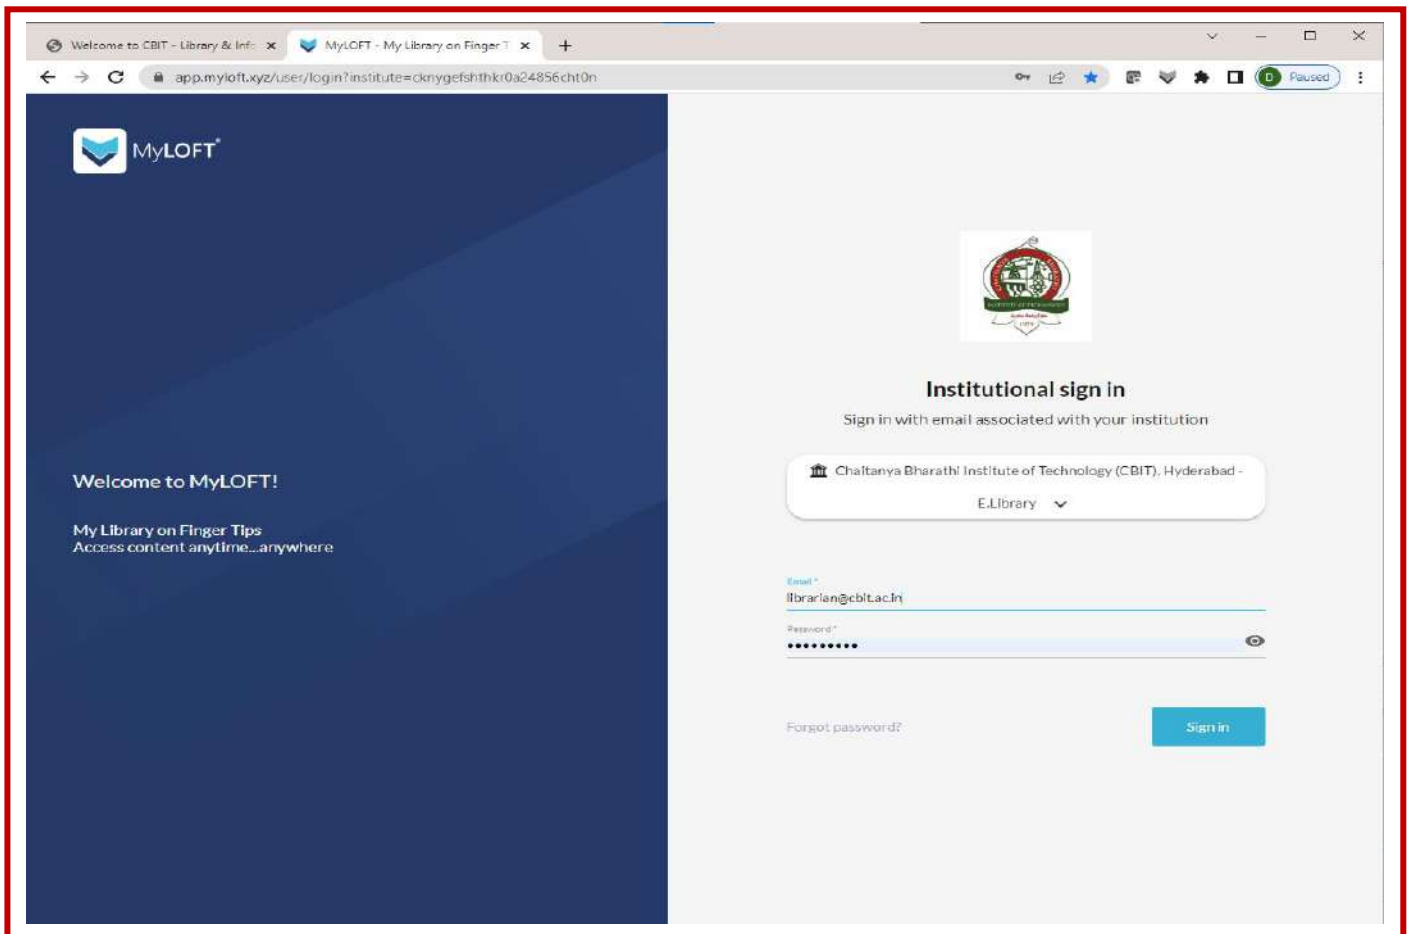 Welcome to CBIT - Library & Info
MyLOFT - My Library on Finger T
app.myloft.xyz/user/login?institute=cknygefshthkr0a24856cht0n
D Paused
MyLOFT
Institutional sign in
Sign in with email associated with your institution
Chaitanya Bharathi Institute of Technology (CBIT), Hyderabad -
E.Library
Welcome to MyLOFT!
My Library on Finger Tips
Access content anytime...anywhere
Email *
librarian@cbit.ac.in
Password *
Forgot password?
Sign in